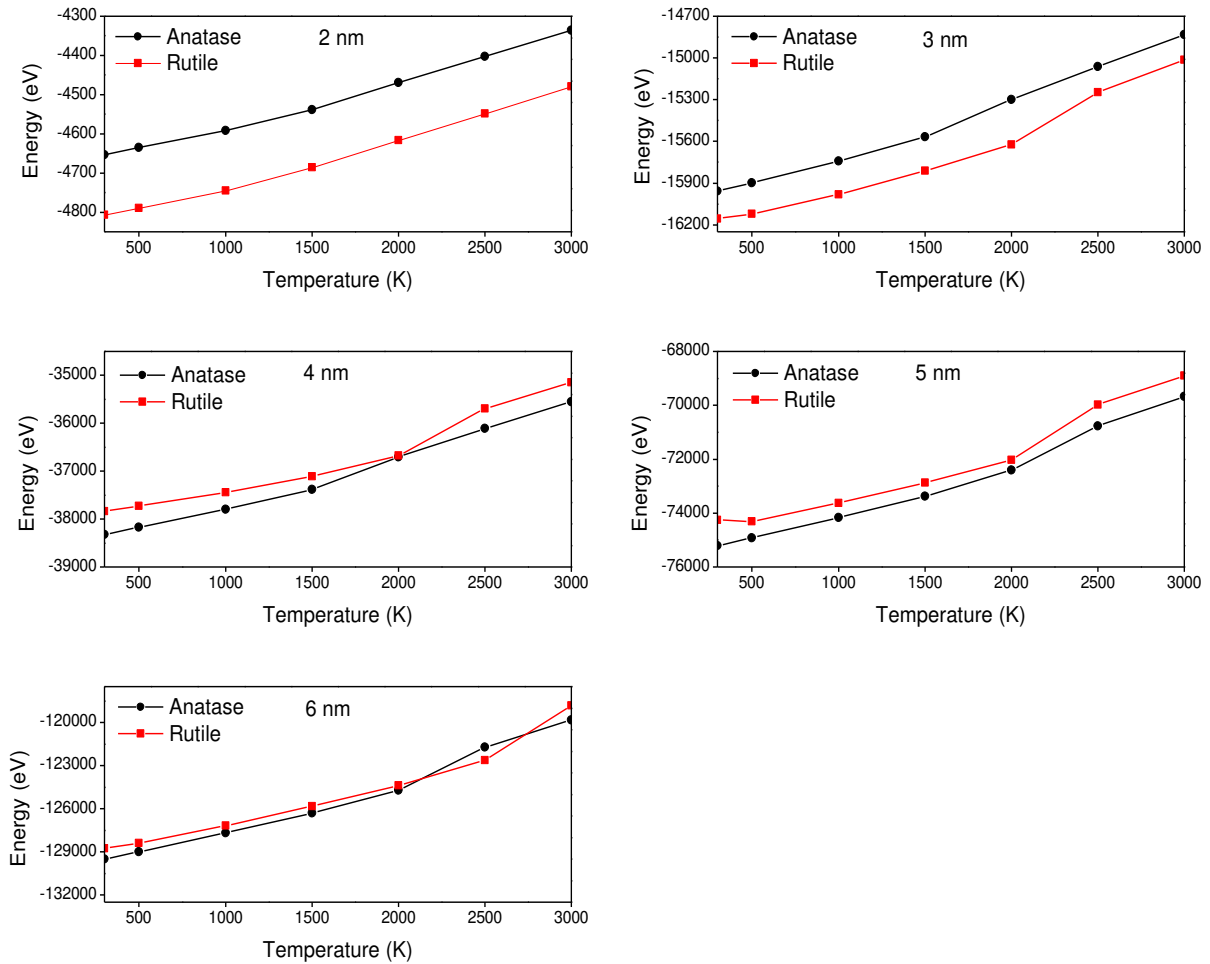 Anatase
Rutile
2 nm
Energy (eV)
-4300
-4400
-4500
-4600
-4700
-4800
500 1000 1500 2000 2500 3000
Temperature (K)
Anatase
Rutile
3 nm
Energy (eV)
-14700
-15000
-15300
-15600
-15900
-16200
500 1000 1500 2000 2500 3000
Temperature (K)
Anatase
Rutile
4 nm
Energy (eV)
-35000
-36000
-37000
-38000
-39000
500 1000 1500 2000 2500 3000
Temperature (K)
Anatase
Rutile
5 nm
Energy (eV)
-68000
-70000
-72000
-74000
-76000
500 1000 1500 2000 2500 3000
Temperature (K)
Anatase
Rutile
6 nm
Energy (eV)
-120000
-123000
-126000
-129000
-132000
500 1000 1500 2000 2500 3000
Temperature (K)